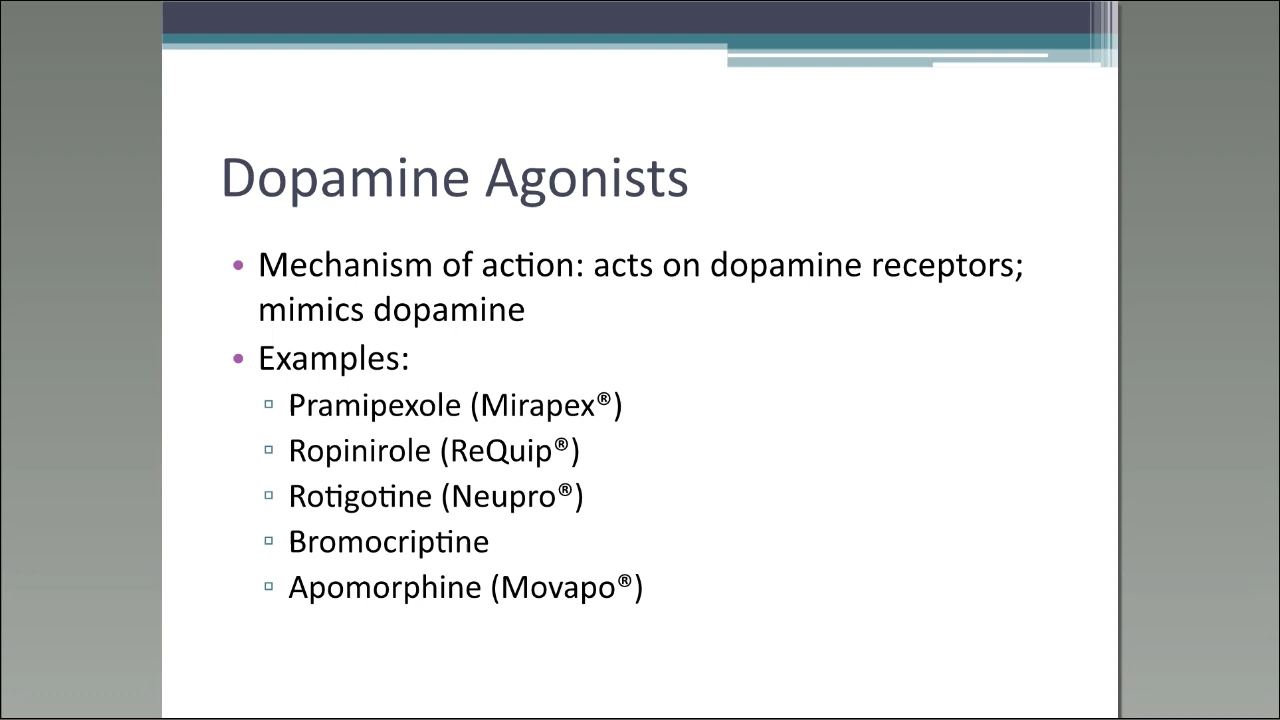 Dopamine Agonists
• Mechanism of action: acts on dopamine receptors;
mimics dopamine
• Examples:
▫ Pramipexole (Mirapex®)
▫ Ropinirole (ReQuip®)
▫ Rotigotine (Neupro®)
▫ Bromocriptine
▫ Apomorphine (Movapo®)